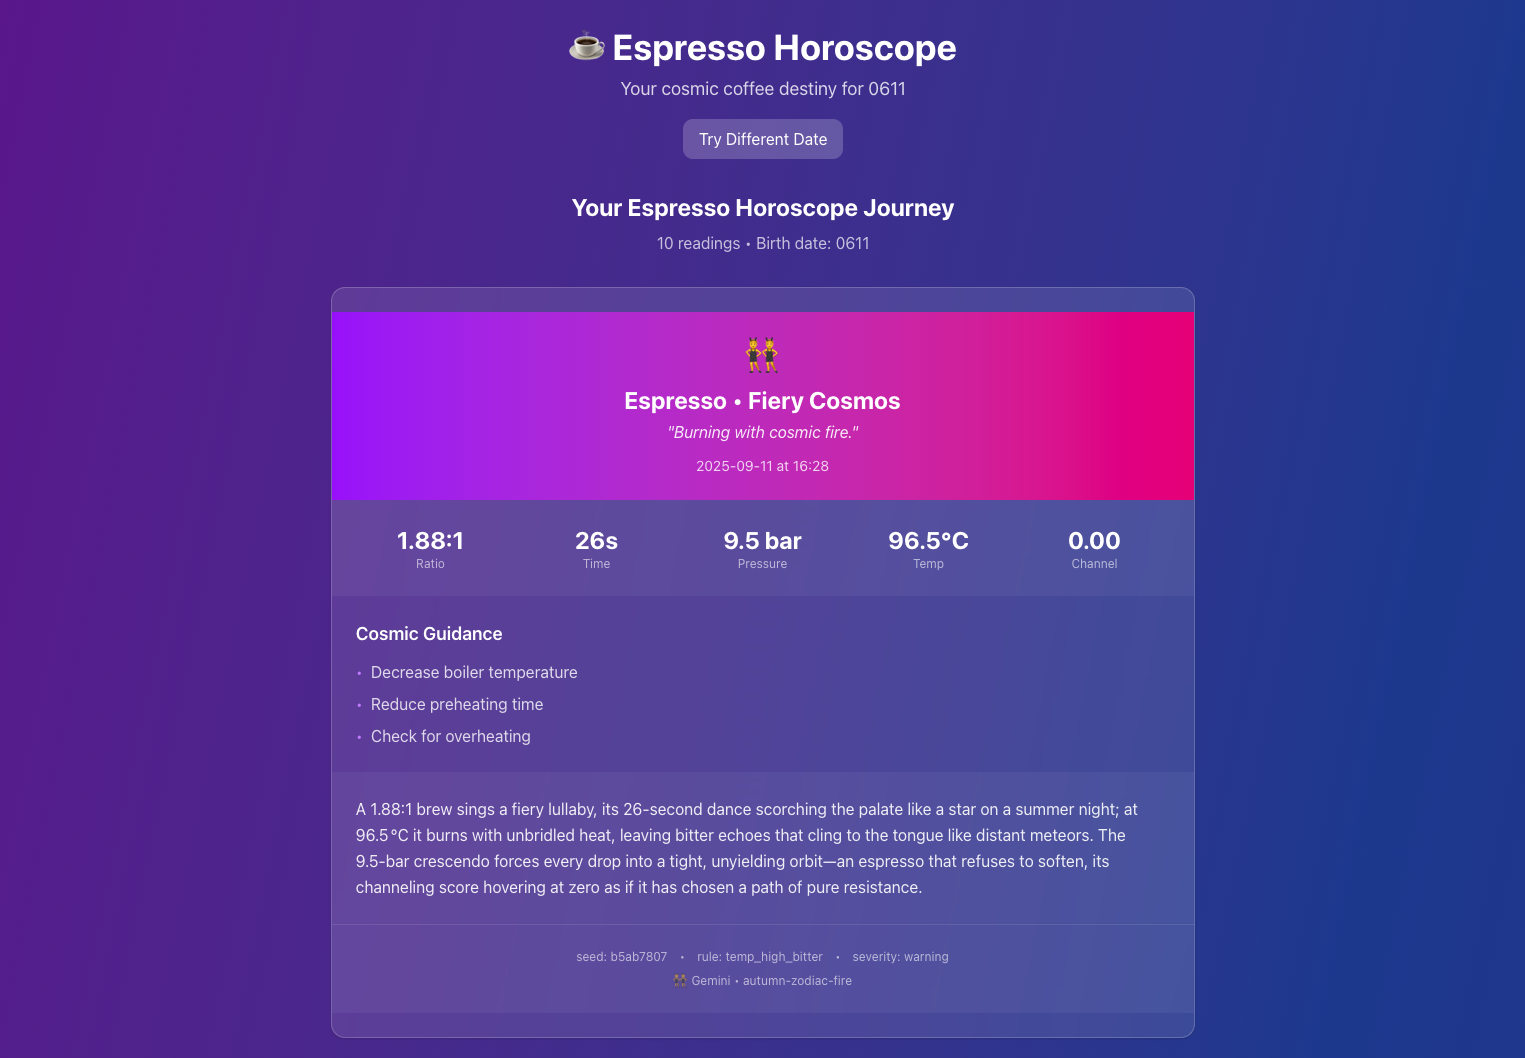 ☕ Espresso Horoscope
Your cosmic coffee destiny for 0611
Try Different Date
Your Espresso Horoscope Journey
10 readings • Birth date: 0611
👯
Espresso • Fiery Cosmos
"Burning with cosmic fire."
2025-09-11 at 16:28
1.88:1 26s 9.5 bar 96.5°C 0.00
Ratio Time Pressure Temp Channel
Cosmic Guidance
• Decrease boiler temperature
• Reduce preheating time
• Check for overheating
A 1.88:1 brew sings a fiery lullaby, its 26-second dance scorching the palate like a star on a summer night; at
96.5 °C it burns with unbridled heat, leaving bitter echoes that cling to the tongue like distant meteors. The
9.5-bar crescendo forces every drop into a tight, unyielding orbit—an espresso that refuses to soften, its
channeling score hovering at zero as if it has chosen a path of pure resistance.
seed: b5ab7807 • rule: temp_high_bitter • severity: warning
👯 Gemini • autumn-zodiac-fire